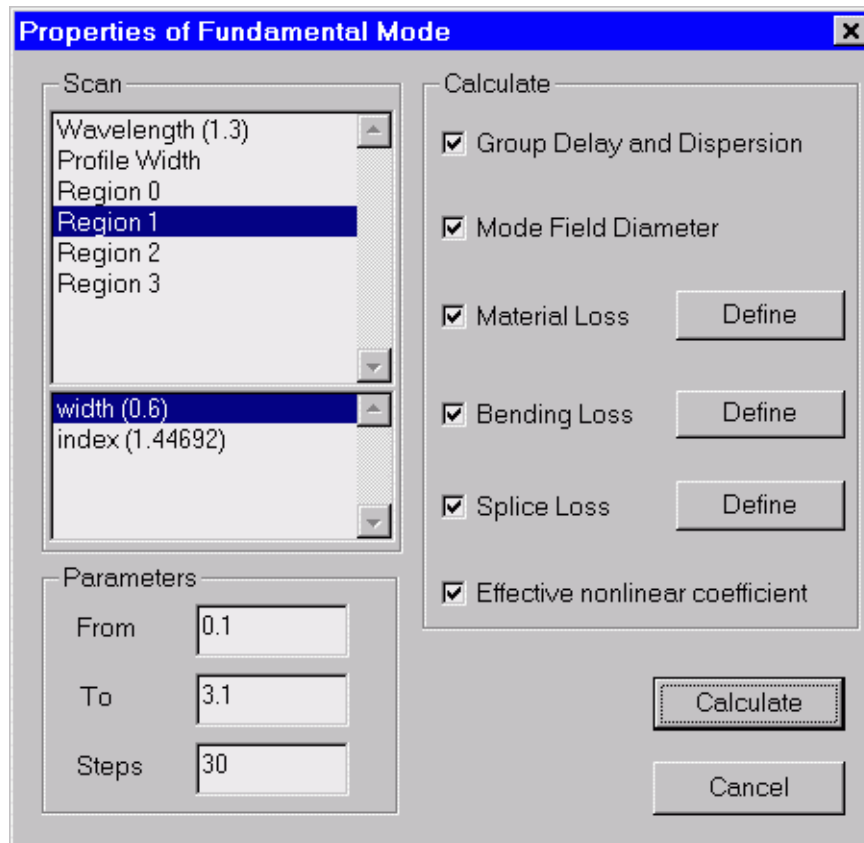 Properties of Fundamental Mode
Scan
Wavelength (1.3)
Profile Width
Region 0
Region 1
Region 2
Region 3
width (0.6)
index (1.44692)
Parameters
From 0.1
To 3.1
Steps 30
Calculate
Group Delay and Dispersion
Mode Field Diameter
Material Loss Define
Bending Loss Define
Splice Loss Define
Effective nonlinear coefficient
Calculate
Cancel